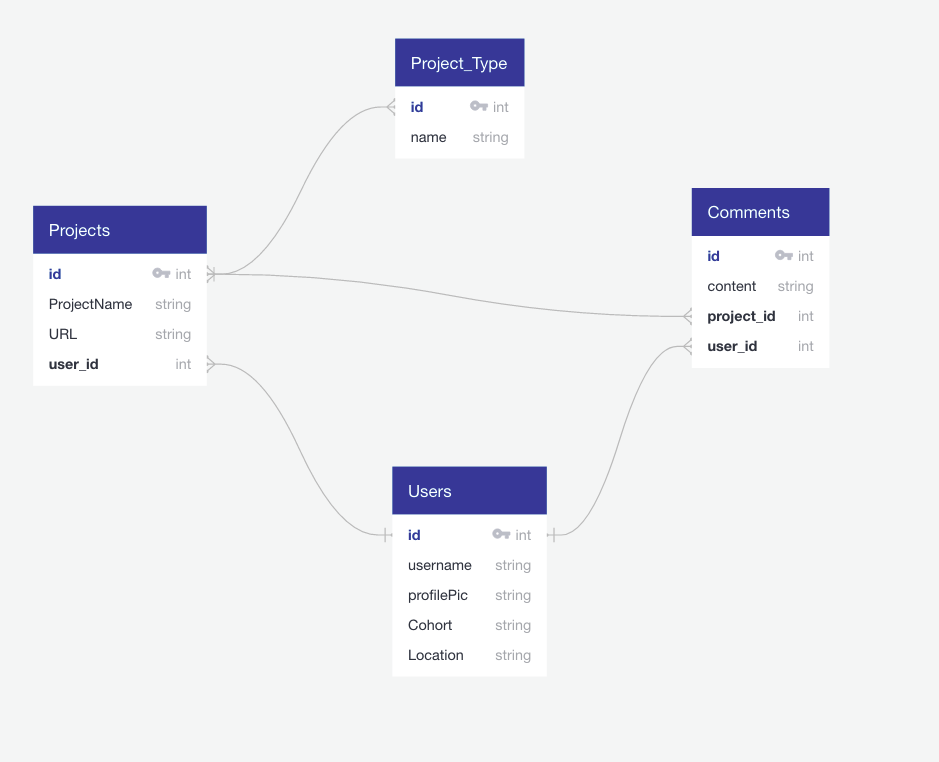 Project_Type
id int
name string
Projects
id int
ProjectName string
URL string
user_id int
Comments
id int
content string
project_id int
user_id int
Users
id int
username string
profilePic string
Cohort string
Location string